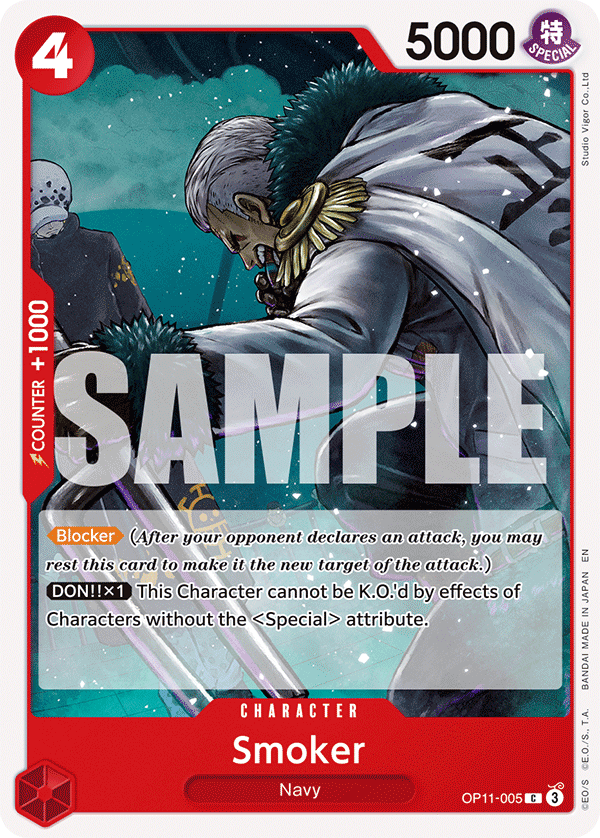 4
5000
特
SPECIAL
Studio Vigor Co.,Ltd
COUNTER +1000
SAMPLE
Blocker (After your opponent declares an attack, you may
rest this card to make it the new target of the attack.)
DON!!×1 This Character cannot be K.O.'d by effects of
Characters without the <Special> attribute.
CHARACTER
Smoker
Navy
OP11-005 C 3
©EO/S ©E.O./S., T.A. BANDAI MADE IN JAPAN EN